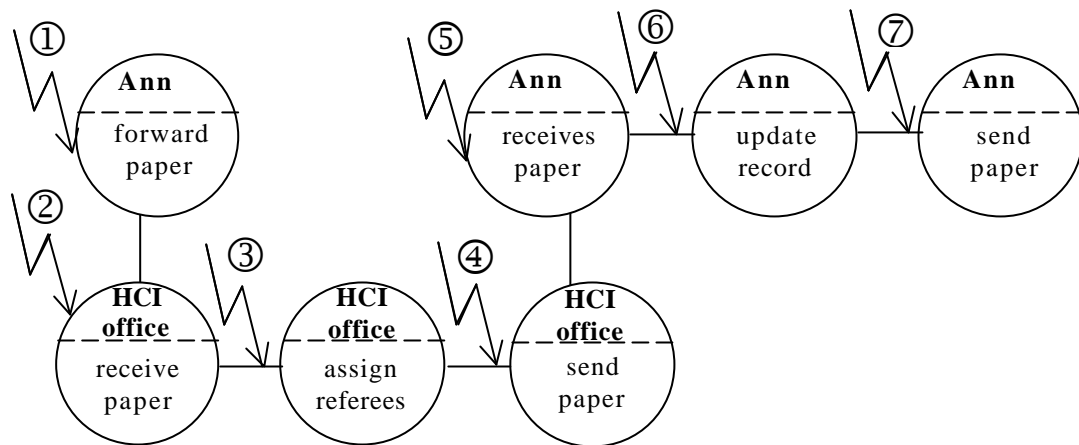 ①
Ann
forward
paper
⑤
Ann
receives
paper
⑥
Ann
update
record
⑦
Ann
send
paper
②
HCI
office
receive
paper
③
HCI
office
assign
referees
④
HCI
office
send
paper